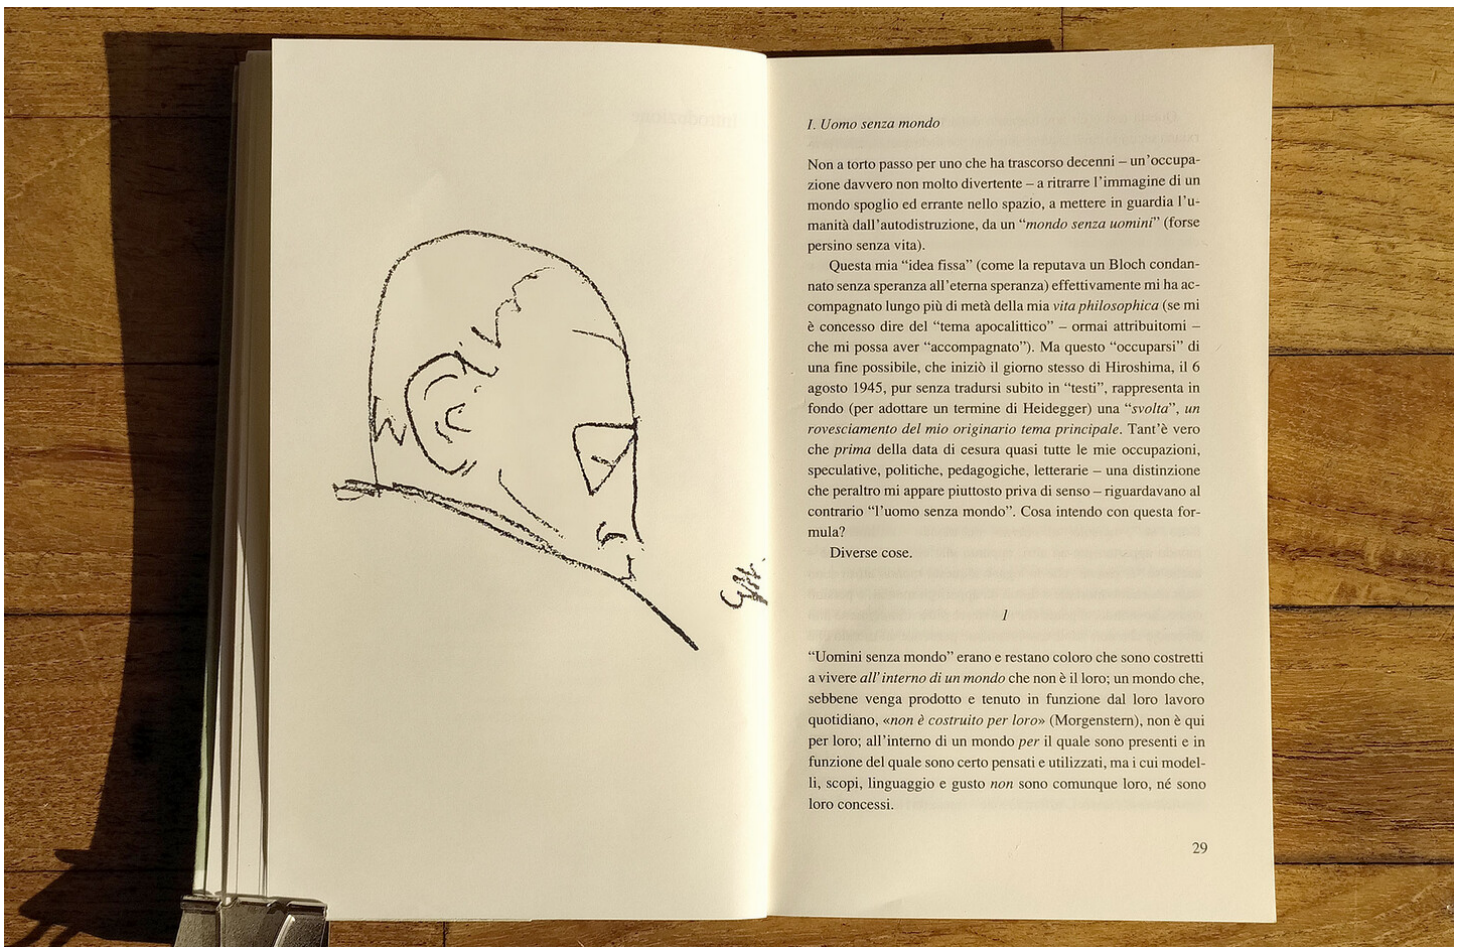 I. Uomo senza mondo
Non a torto passo per uno che ha trascorso decenni – un’occupa-
zione davvero non molto divertente – a ritrarre l’immagine di un
mondo spoglio ed errante nello spazio, a mettere in guardia l’u-
manità dall’autodistruzione, da un “mondo senza uomini” (forse
persino senza vita).
Questa mia “idea fissa” (come la reputava un Bloch condan-
nato senza speranza all’eterna speranza) effettivamente mi ha ac-
compagnato lungo più di metà della mia vita philosophica (se mi
è concesso dire del “tema apocalittico” – ormai attribuitomi –
che mi possa aver “accompagnato”). Ma questo “occuparsi” di
una fine possibile, che iniziò il giorno stesso di Hiroshima, il 6
agosto 1945, pur senza tradursi subito in “testi”, rappresenta in
fondo (per adottare un termine di Heidegger) una “svolta”, un
rovesciamento del mio originario tema principale. Tant’è vero
che prima della data di cesura quasi tutte le mie occupazioni,
speculative, politiche, pedagogiche, letterarie – una distinzione
che peraltro mi appare piuttosto priva di senso – riguardavano al
contrario “l’uomo senza mondo”. Cosa intendo con questa for-
mula?
Diverse cose.
1
“Uomini senza mondo” erano e restano coloro che sono costretti
a vivere all’interno di un mondo che non è il loro; un mondo che,
sebbene venga prodotto e tenuto in funzione dal loro lavoro
quotidiano, «non è costruito per loro» (Morgenstern), non è qui
per loro; all’interno di un mondo per il quale sono presenti e in
funzione del quale sono certo pensati e utilizzati, ma i cui model-
li, scopi, linguaggio e gusto non sono comunque loro, né sono
loro concessi.
29